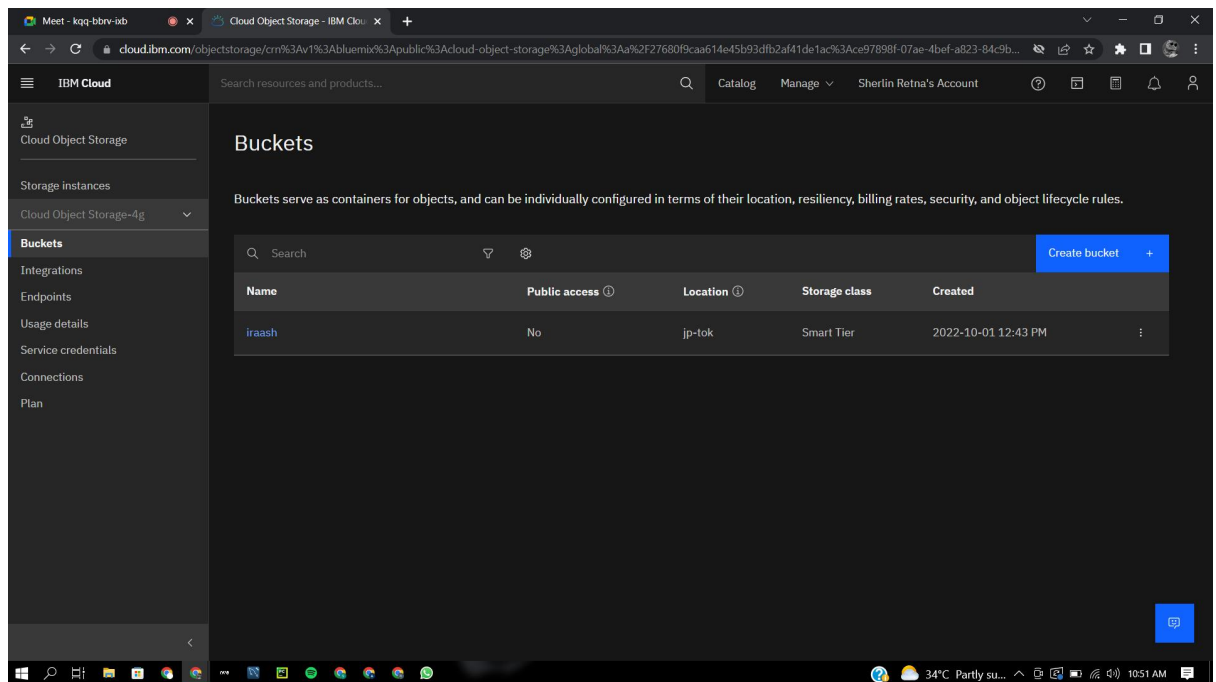 Meet - kqq-bbrv-ixb
Cloud Object Storage - IBM Clou
cloud.ibm.com/objectstorage/crn%3Av1%3Abluemix%3Apublic%3Acloud-object-storage%3Aglobal%3Aa%2F27680f9caa614e45b93dfb2af41de1ac%3Ace97898f-07ae-4bef-a823-84c9b...
IBM Cloud
Search resources and products...
Catalog
Manage
Sherlin Retna's Account
Cloud Object Storage
Storage instances
Cloud Object Storage-4g
Buckets
Integrations
Endpoints
Usage details
Service credentials
Connections
Plan
Buckets
Buckets serve as containers for objects, and can be individually configured in terms of their location, resiliency, billing rates, security, and object lifecycle rules.
Search
Create bucket +
Name Public access Location Storage class Created
iraash No jp-tok Smart Tier 2022-10-01 12:43 PM
34°C Partly su... 10:51 AM